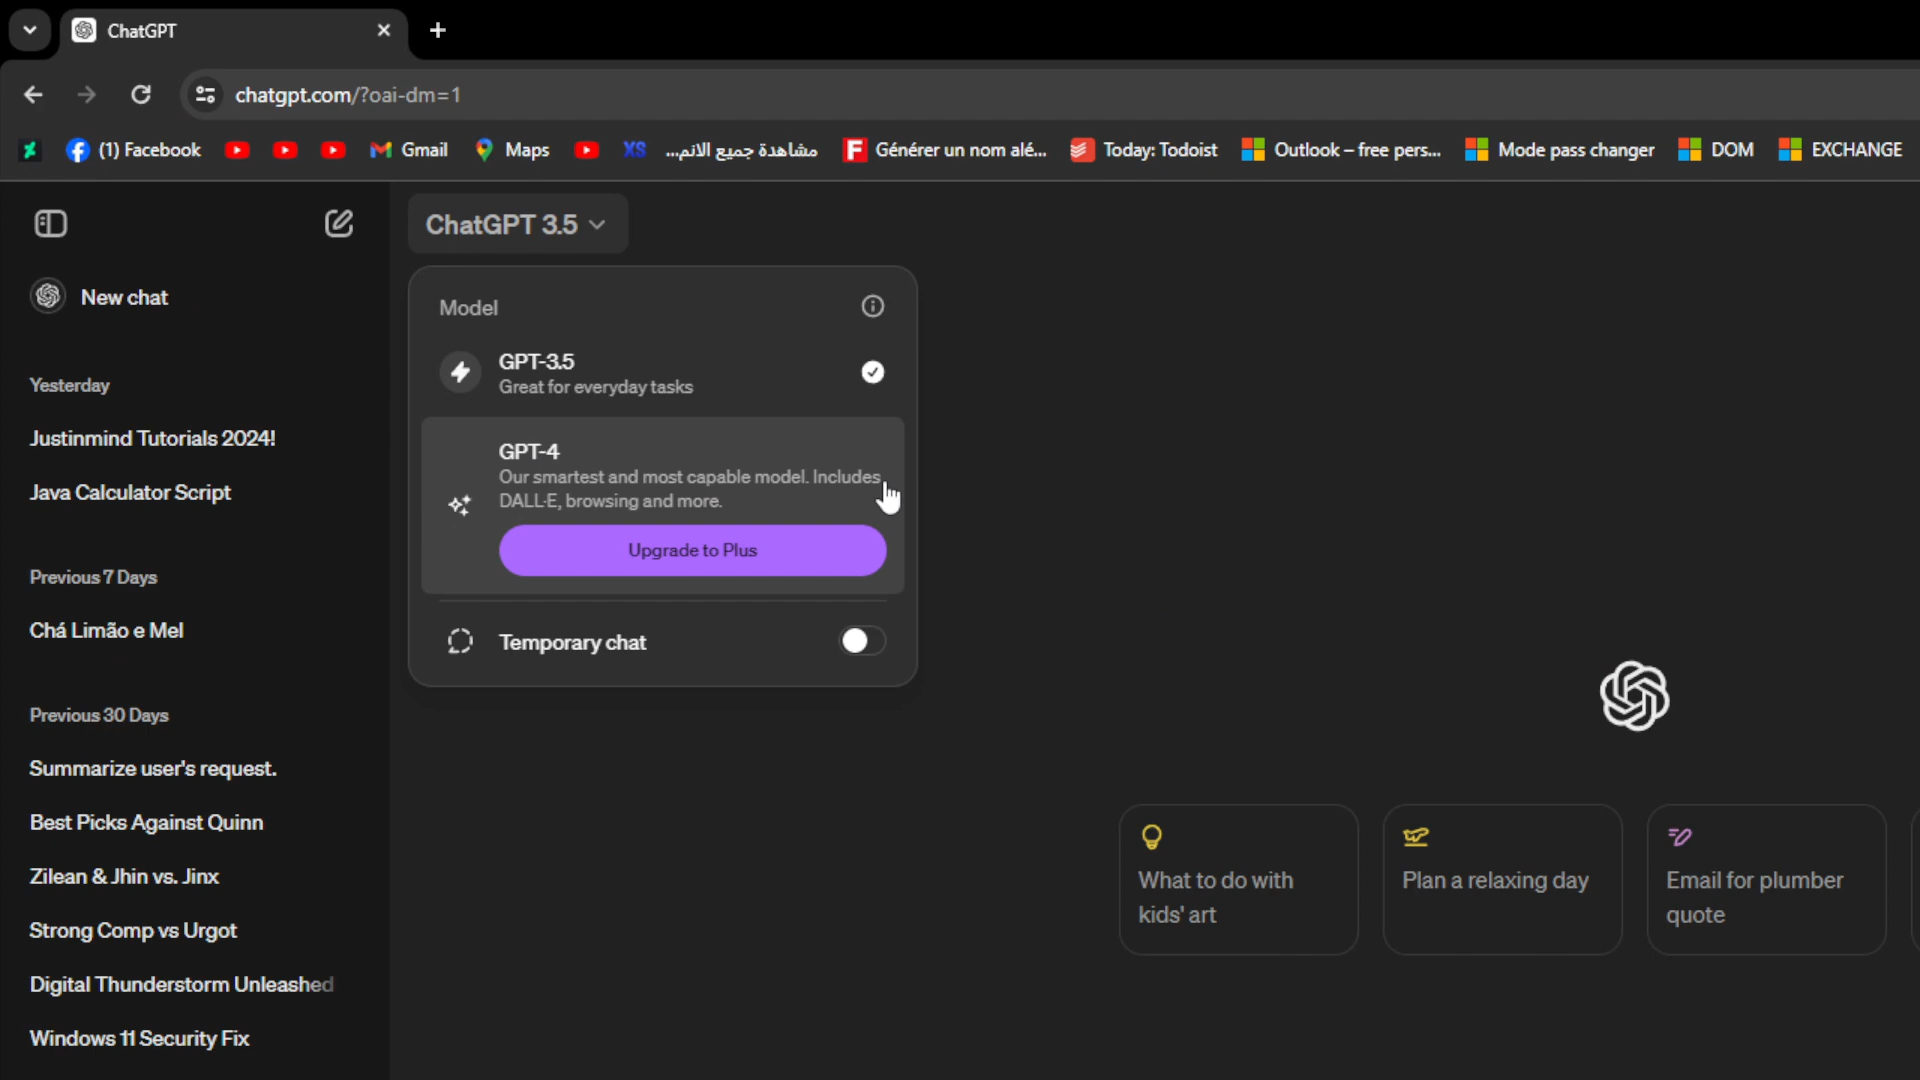 ChatGPT
chatgpt.com/?oai-dm=1
(1) Facebook
Gmail
Maps
XS
مشاهدة جميع الانم...
Générer un nom alé...
Today: Todoist
Outlook – free pers...
Mode pass changer
DOM
EXCHANGE
ChatGPT 3.5
New chat
Yesterday
Justinmind Tutorials 2024!
Java Calculator Script
Previous 7 Days
Chá Limão e Mel
Previous 30 Days
Summarize user's request.
Best Picks Against Quinn
Zilean & Jhin vs. Jinx
Strong Comp vs Urgot
Digital Thunderstorm Unleashed
Windows 11 Security Fix
Model
GPT-3.5
Great for everyday tasks
GPT-4
Our smartest and most capable model. Includes
DALL·E, browsing and more.
Upgrade to Plus
Temporary chat
What to do with
kids' art
Plan a relaxing day
Email for plumber
quote